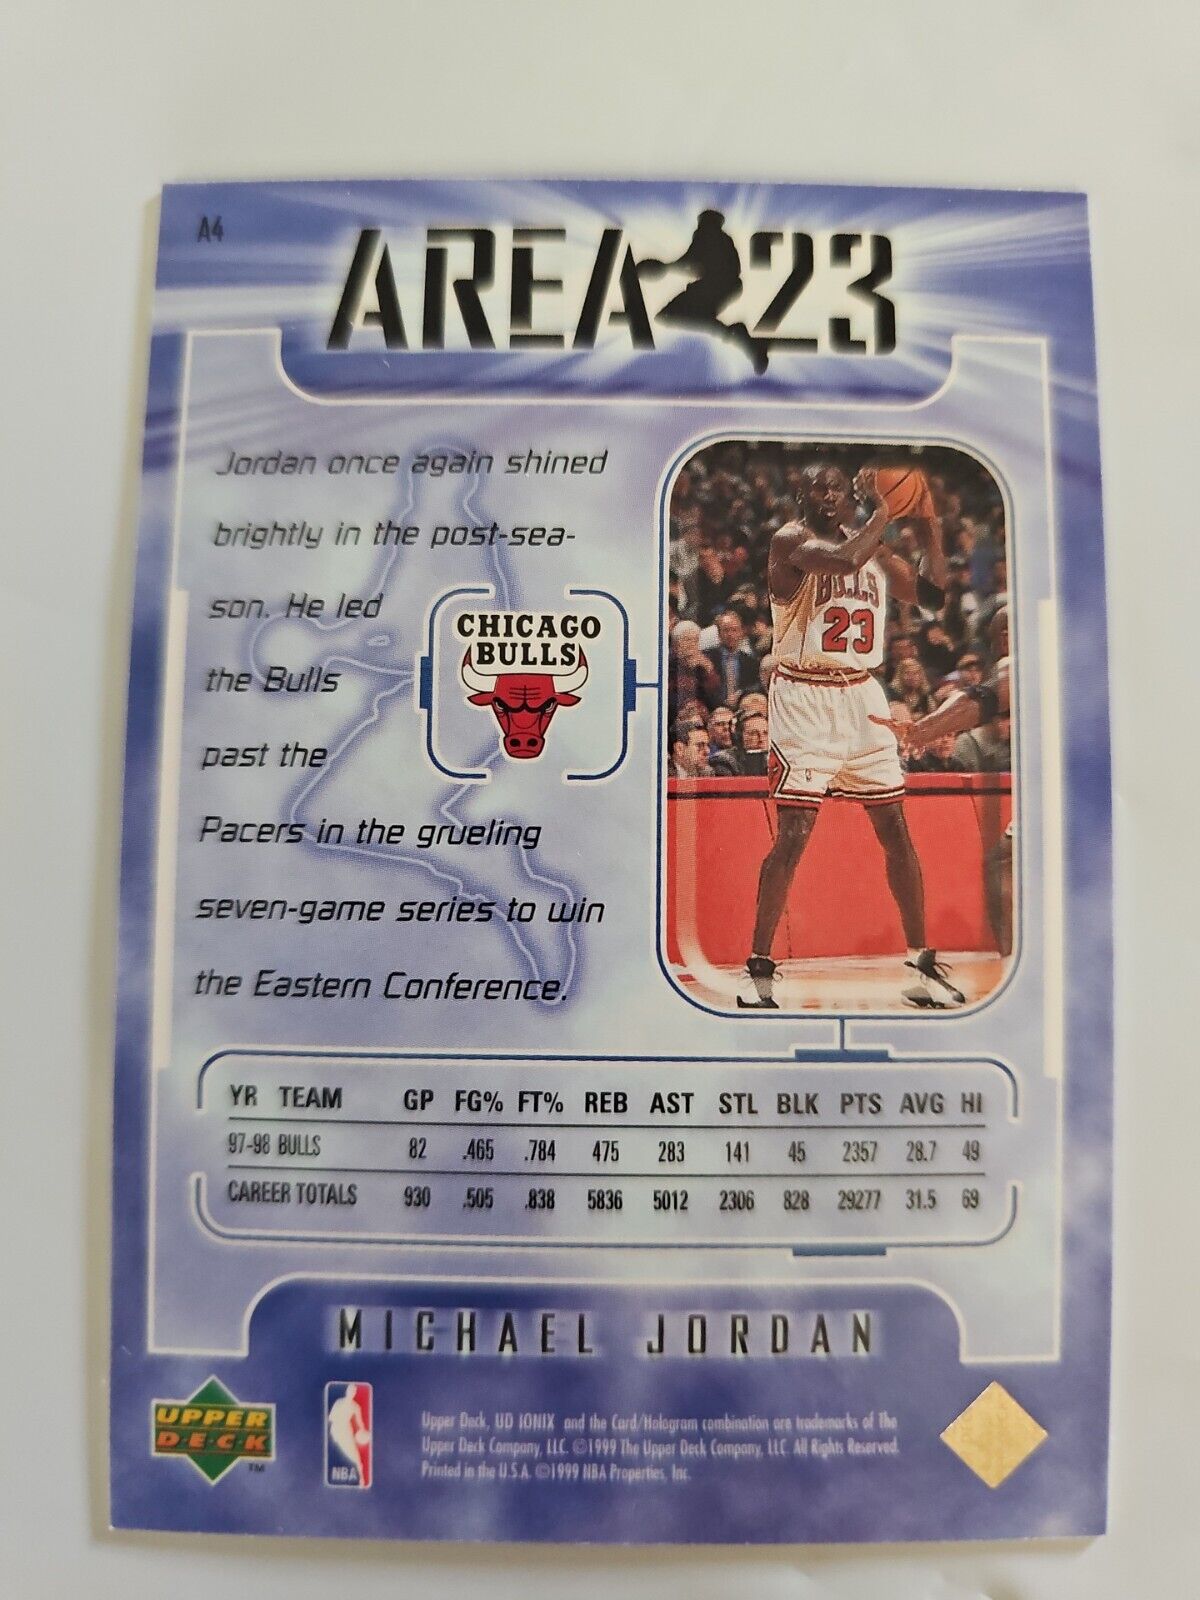 A4
AREA 23
Jordan once again shined
brightly in the post-sea-
son. He led
the Bulls
past the
Pacers in the grueling
seven-game series to win
the Eastern Conference.
CHICAGO
BULLS
BULLS
23
YR TEAM GP FG% FT% REB AST STL BLK PTS AVG HI
97-98 BULLS 82 .465 .784 475 283 141 45 2357 28.7 49
CAREER TOTALS 930 .505 .838 5836 5012 2306 828 29277 31.5 69
MICHAEL JORDAN
UPPER
DECK
TM
NBA
Upper Deck, UD IONIX and the Card/Hologram combination are trademarks of The
Upper Deck Company, LLC. ©1999 The Upper Deck Company, LLC. All Rights Reserved.
Printed in the U.S.A. ©1999 NBA Properties, Inc.